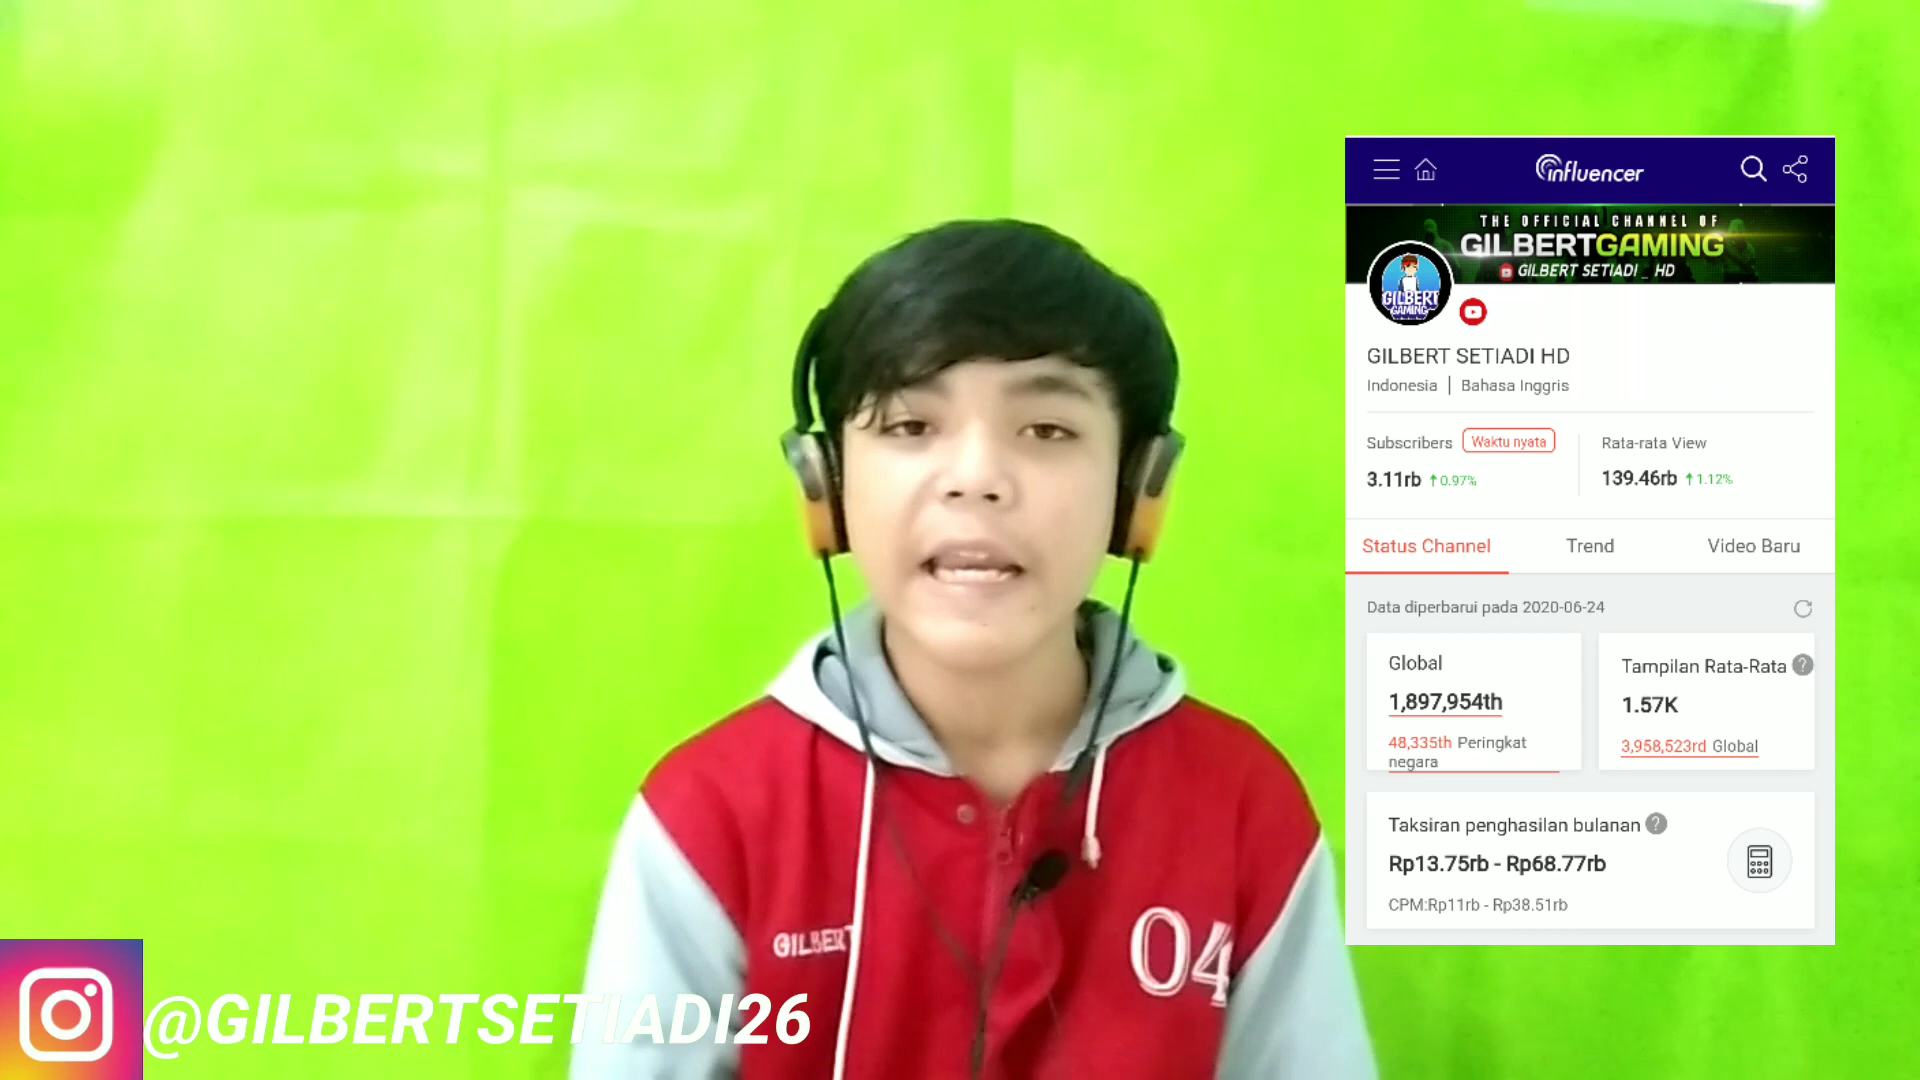 influencer
THE OFFICIAL CHANNEL OF
GILBERTGAMING
GILBERT SETIADI _ HD
GILBERT
GAMING
GILBERT SETIADI HD
Indonesia | Bahasa Inggris
Subscribers Waktu nyata
3.11rb ↑0.97%
Rata-rata View
139.46rb ↑1.12%
Status Channel Trend Video Baru
Data diperbarui pada 2020-06-24
Global
1,897,954th
48,335th Peringkat
negara
Tampilan Rata-Rata ?
1.57K
3,958,523rd Global
Taksiran penghasilan bulanan ?
Rp13.75rb - Rp68.77rb
CPM:Rp11rb - Rp38.51rb
GILBERT
04
@GILBERTSETIADI26